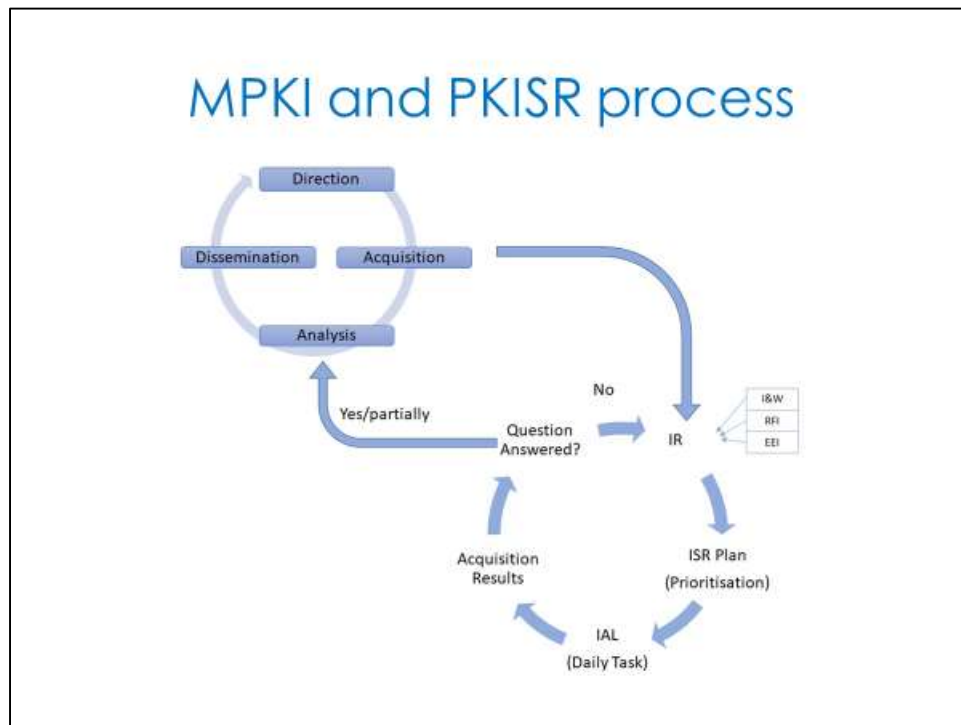 MPKI and PKISR process
Direction
Dissemination
Acquisition
Analysis
Yes/partially
No
Question
Answered?
IR
I&W
RFI
EEI
Acquisition
Results
ISR Plan
(Prioritisation)
IAL
(Daily Task)